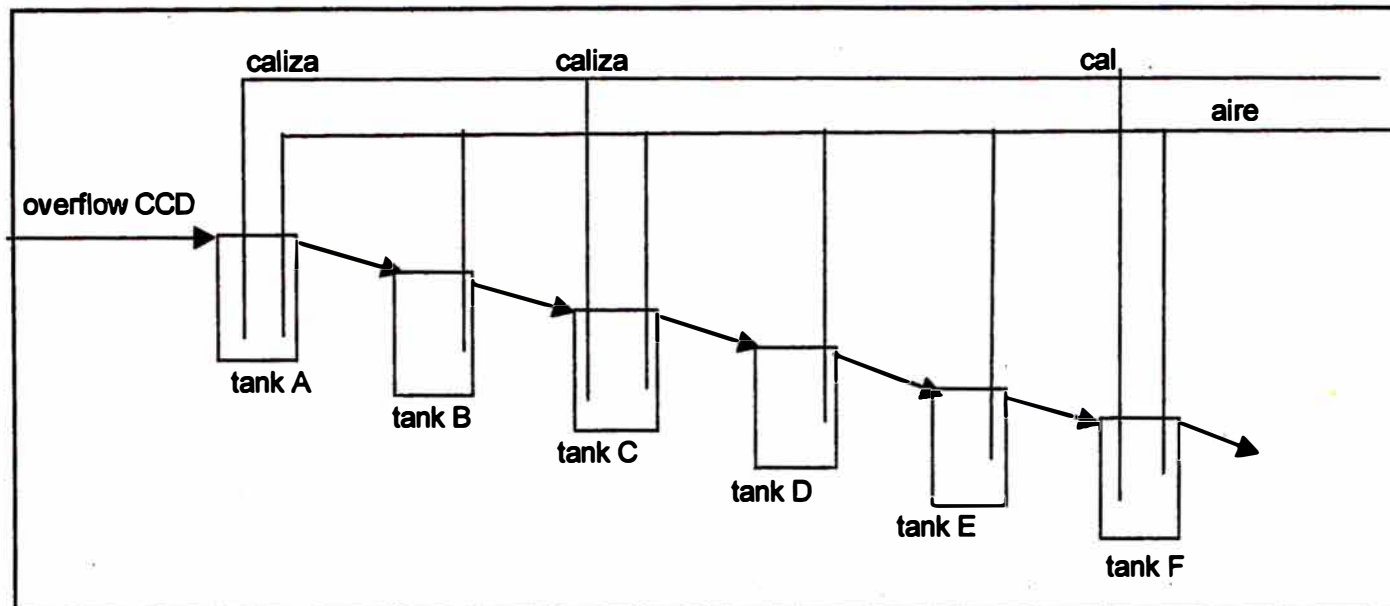 caliza
caliza
cal
aire
overflow CCD
tank A
tank B
tank C
tank D
tank E
tank F